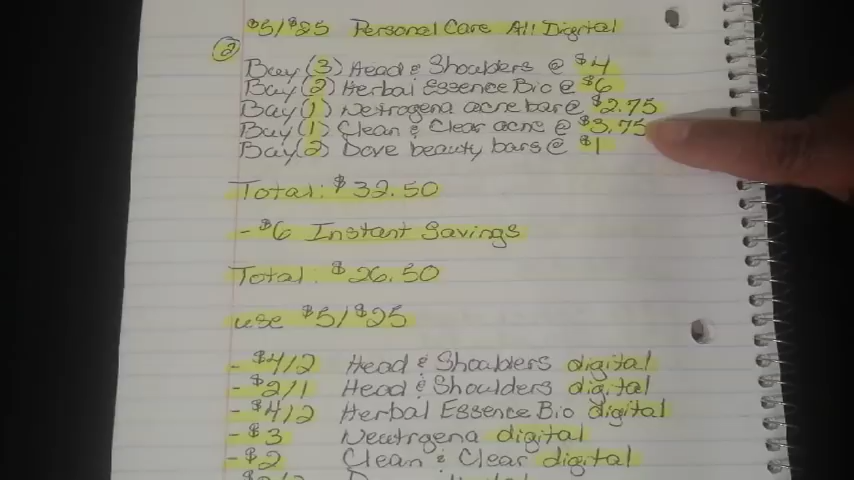 $5/$25 Personal Care All Digital
②
Buy (3) Head & Shoulders @ $4
Buy (2) Herbal Essence Bio @ $6
Buy (1) Netrogena acne bar @ $2.75
Buy (1) Clean & Clear acne @ $3.75
Buy (2) Dove beauty bars @ $1
Total: $32.50
- $6 Instant Savings
Total: $26.50
use $5/$25
- $4/2 Head & Shoulders digital
- $2/1 Head & Shoulders digital
- $4/2 Herbal Essence Bio digital
- $3 Neutrgena digital
- $2 Clean & Clear digital